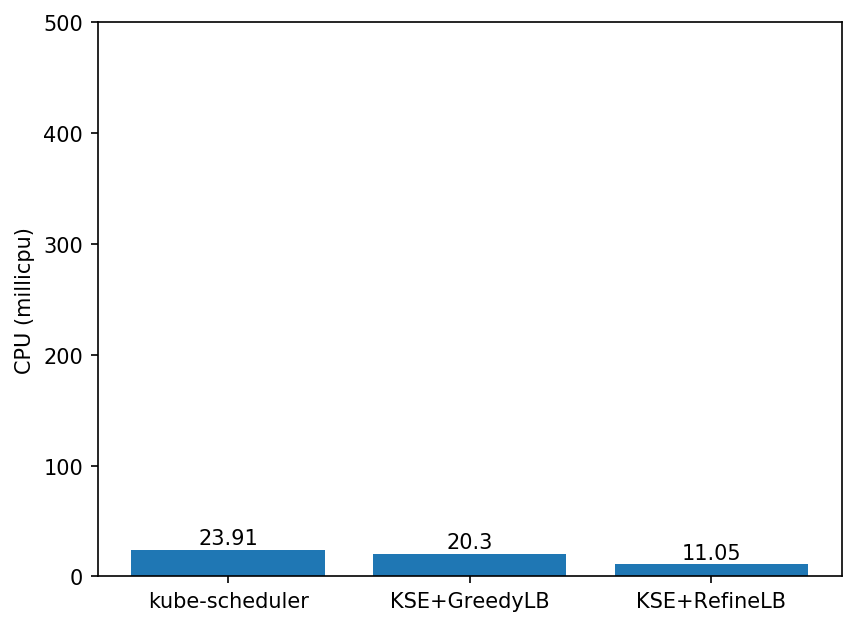 500
400
300
200
100
0
CPU (millicpu)
23.91
20.3
11.05
kube-scheduler
KSE+GreedyLB
KSE+RefineLB